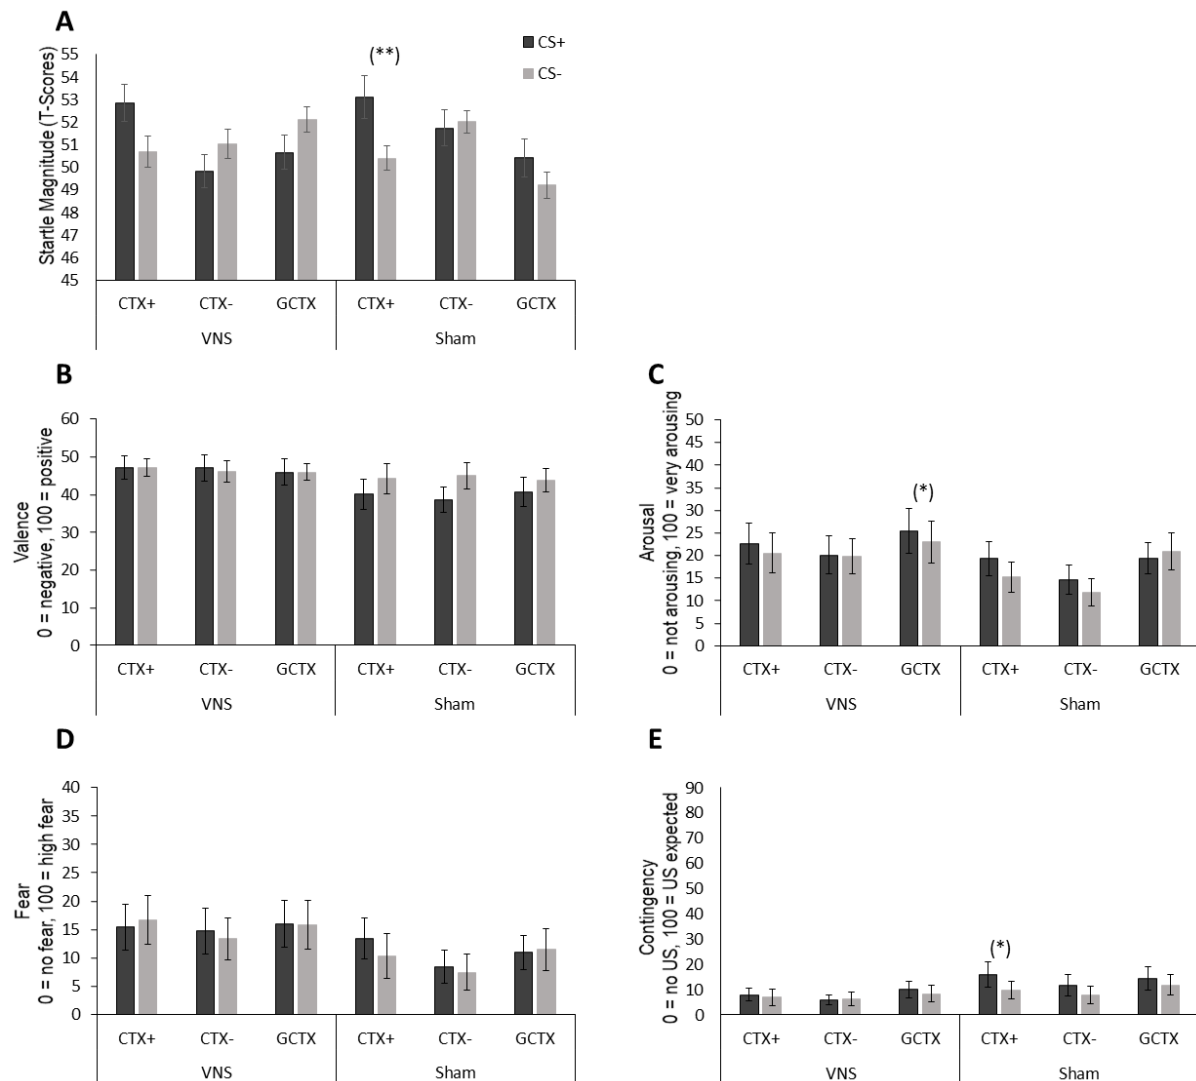 A
CS+
CS-
(**)
Startle Magnitude (T-Scores)
55
54
53
52
51
50
49
48
47
46
45
CTX+ CTX- GCTX CTX+ CTX- GCTX
VNS Sham
B
Valence
0 = negative, 100 = positive
60
50
40
30
20
10
0
CTX+ CTX- GCTX CTX+ CTX- GCTX
VNS Sham
C
Arousal
0 = not arousing, 100 = very arousing
50
45
40
35
30
25
20
15
10
5
0
(*)
CTX+ CTX- GCTX CTX+ CTX- GCTX
VNS Sham
D
Fear
0 = no fear, 100 = high fear
40
35
30
25
20
15
10
5
0
CTX+ CTX- GCTX CTX+ CTX- GCTX
VNS Sham
E
Contingency
0 = no US, 100 = US expected
90
80
70
60
50
40
30
20
10
0
(*)
CTX+ CTX- GCTX CTX+ CTX- GCTX
VNS Sham